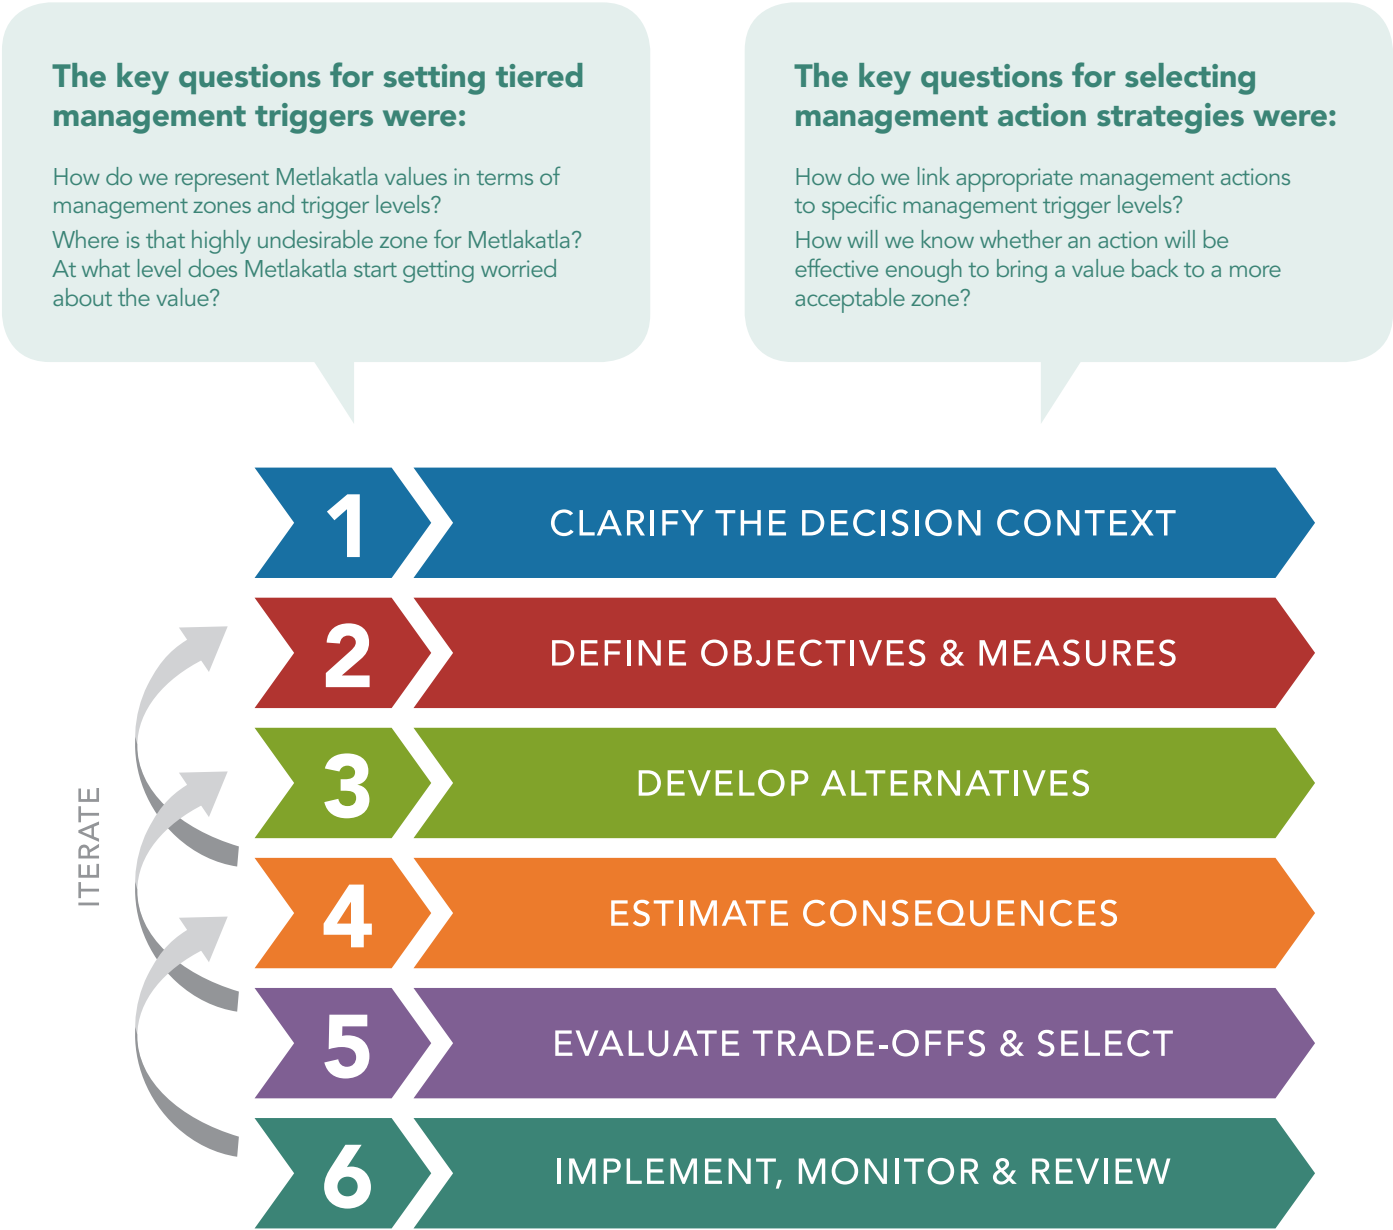 The key questions for setting tiered
management triggers were:
How do we represent Metlakatla values in terms of
management zones and trigger levels?
Where is that highly undesirable zone for Metlakatla?
At what level does Metlakatla start getting worried
about the value?
The key questions for selecting
management action strategies were:
How do we link appropriate management actions
to specific management trigger levels?
How will we know whether an action will be
effective enough to bring a value back to a more
acceptable zone?
1 CLARIFY THE DECISION CONTEXT
2 DEFINE OBJECTIVES & MEASURES
3 DEVELOP ALTERNATIVES
ITERATE
4 ESTIMATE CONSEQUENCES
5 EVALUATE TRADE-OFFS & SELECT
6 IMPLEMENT, MONITOR & REVIEW